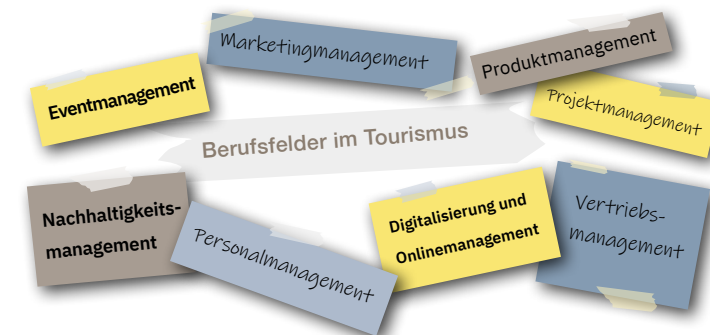 Marketingmanagement
Produktmanagement
Eventmanagement
Projektmanagement
Berufsfelder im Tourismus
Nachhaltigkeits-
management
Personalmanagement
Digitalisierung und
Onlinemanagement
Vertriebs-
management